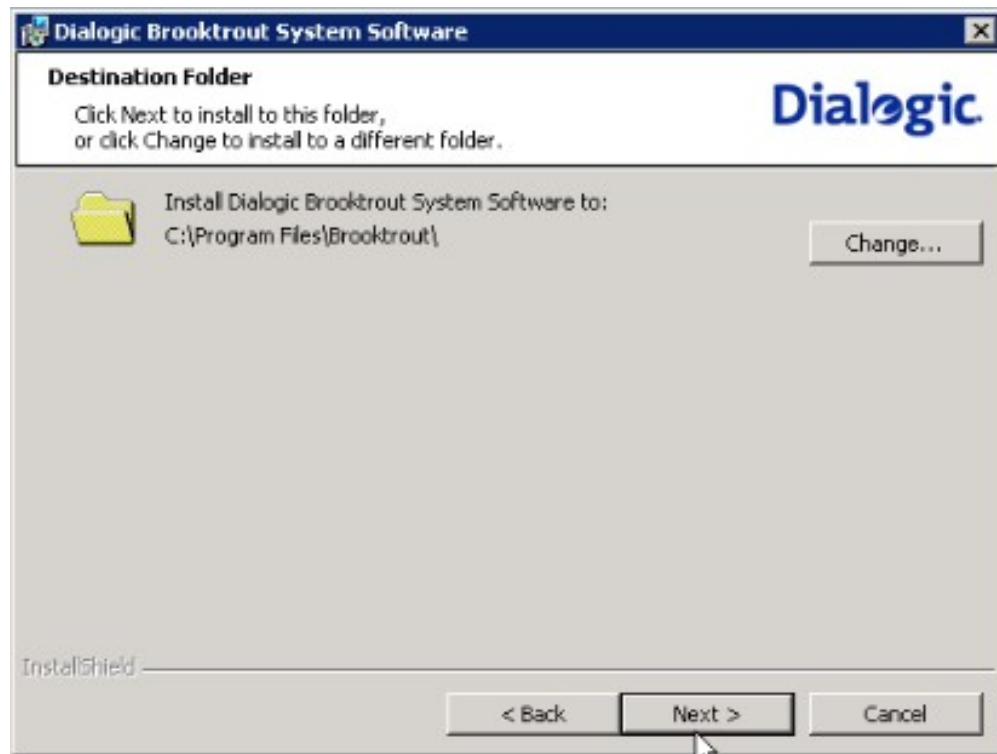 Dialogic Brooktrout System Software
Destination Folder
Click Next to install to this folder,
or click Change to install to a different folder.
Dialogic
Install Dialogic Brooktrout System Software to:
C:\Program Files\Brooktrout\
Change...
InstallShield
< Back
Next >
Cancel